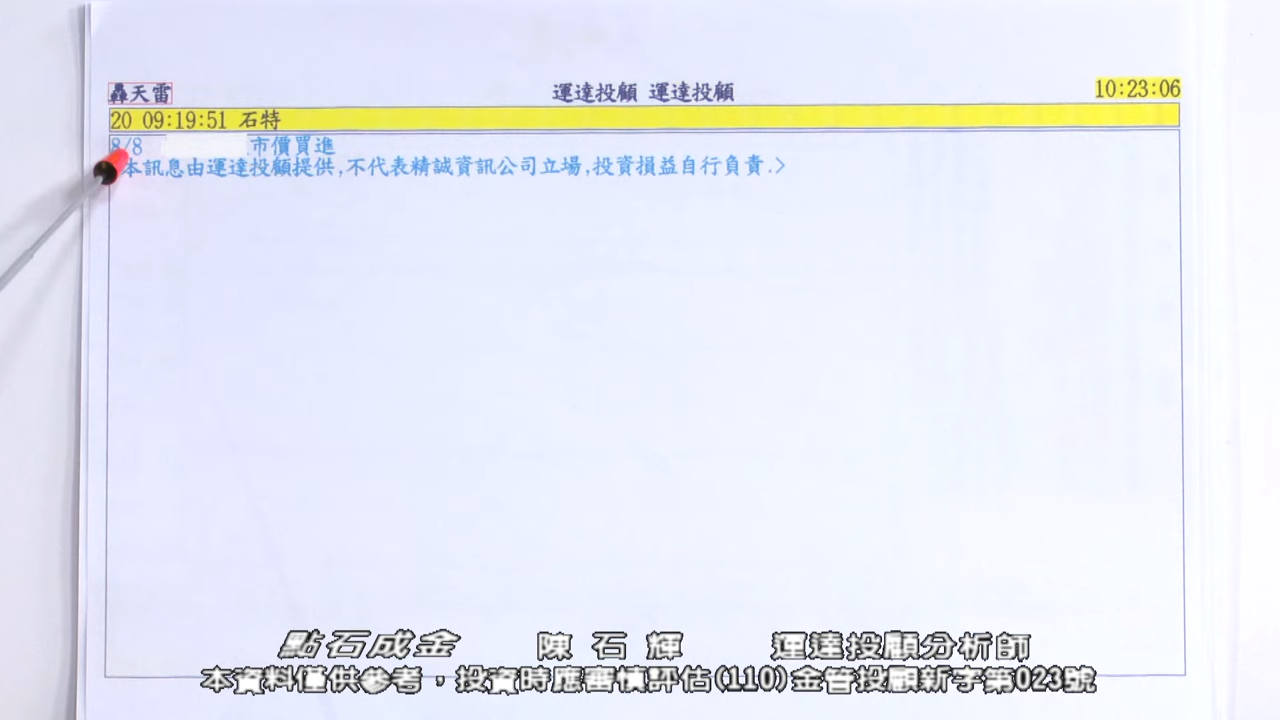 轟天雷 運達投顧 運達投顧 10:23:06
20 09:19:51 石特
8/8 市價買進
本訊息由運達投顧提供,不代表精誠資訊公司立場,投資損益自行負責.>
點石成金 陳石輝 運達投顧分析師
本資料僅供參考，投資時應審慎評估(110)金管投顧新字第023號